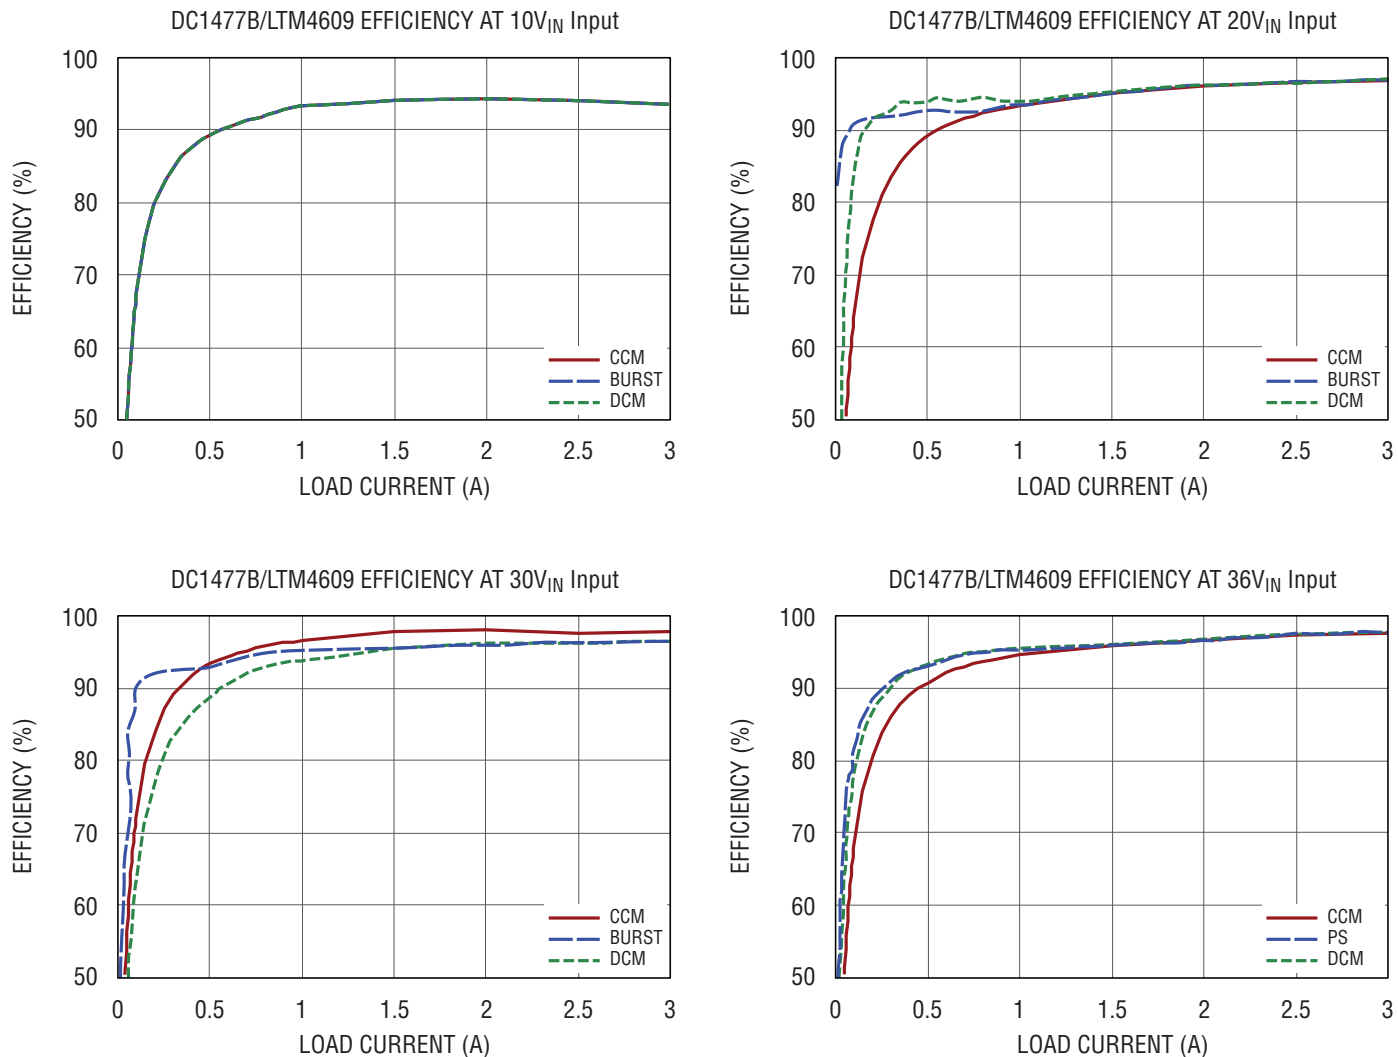 DC1477B/LTM4609 EFFICIENCY AT 10VIN Input
EFFICIENCY (%)
100
90
80
70
60
50
0 0.5 1 1.5 2 2.5 3
LOAD CURRENT (A)
CCM
BURST
DCM
DC1477B/LTM4609 EFFICIENCY AT 20VIN Input
EFFICIENCY (%)
100
90
80
70
60
50
0 0.5 1 1.5 2 2.5 3
LOAD CURRENT (A)
CCM
BURST
DCM
DC1477B/LTM4609 EFFICIENCY AT 30VIN Input
EFFICIENCY (%)
100
90
80
70
60
50
0 0.5 1 1.5 2 2.5 3
LOAD CURRENT (A)
CCM
BURST
DCM
DC1477B/LTM4609 EFFICIENCY AT 36VIN Input
EFFICIENCY (%)
100
90
80
70
60
50
0 0.5 1 1.5 2 2.5 3
LOAD CURRENT (A)
CCM
PS
DCM